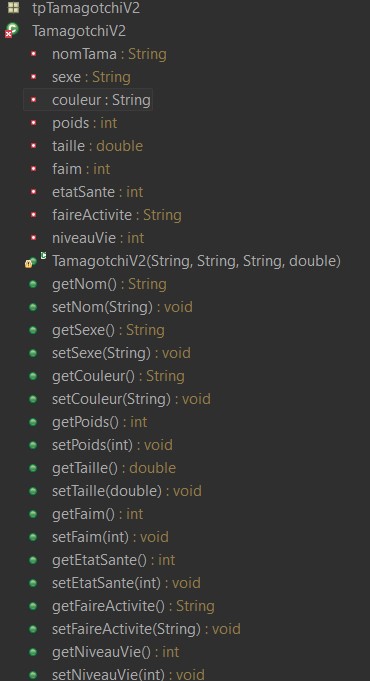 tpTamagotchiV2
TamagotchiV2
nomTama : String
sexe : String
couleur : String
poids : int
taille : double
faim : int
etatSante : int
faireActivite : String
niveauVie : int
TamagotchiV2(String, String, String, double)
getNom() : String
setNom(String) : void
getSexe() : String
setSexe(String) : void
getCouleur() : String
setCouleur(String) : void
getPoids() : int
setPoids(int) : void
getTaille() : double
setTaille(double) : void
getFaim() : int
setFaim(int) : void
getEtatSante() : int
setEtatSante(int) : void
getFaireActivite() : String
setFaireActivite(String) : void
getNiveauVie() : int
setNiveauVie(int) : void